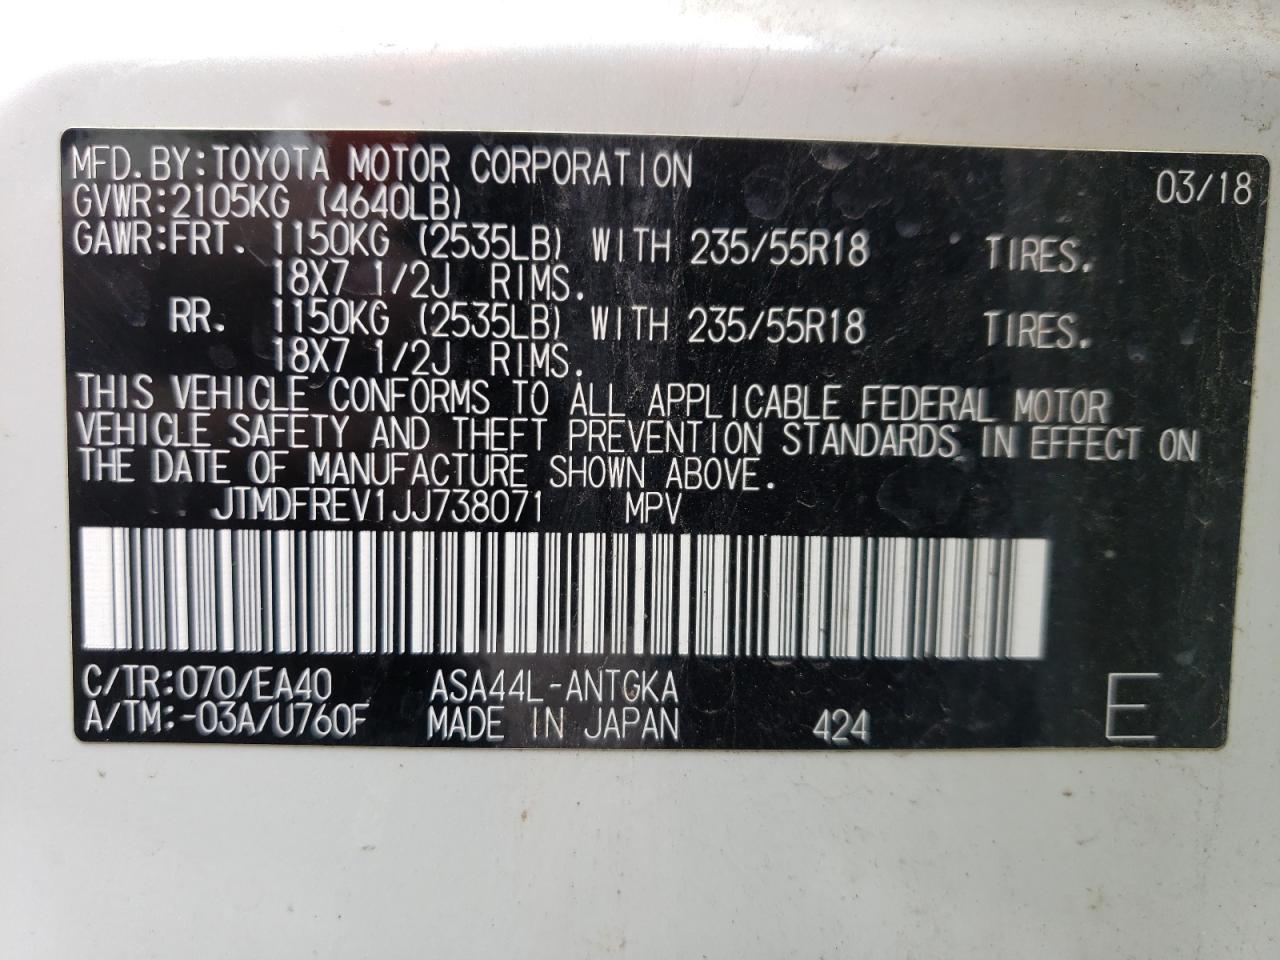 MFD.BY:TOYOTA MOTOR CORPORATION 03/18
GVWR:2105KG (4640LB)
GAWR:FRT. 1150KG (2535LB) WITH 235/55R18 TIRES.
18X7 1/2J RIMS.
RR. 1150KG (2535LB) WITH 235/55R18 TIRES.
18X7 1/2J RIMS.
THIS VEHICLE CONFORMS TO ALL APPLICABLE FEDERAL MOTOR
VEHICLE SAFETY AND THEFT PREVENTION STANDARDS IN EFFECT ON
THE DATE OF MANUFACTURE SHOWN ABOVE.
JTMDFREV1JJ738071 MPV
C/TR:070/EA40 ASA44L-ANTGKA
A/TM:-03A/U760F MADE IN JAPAN 424 E